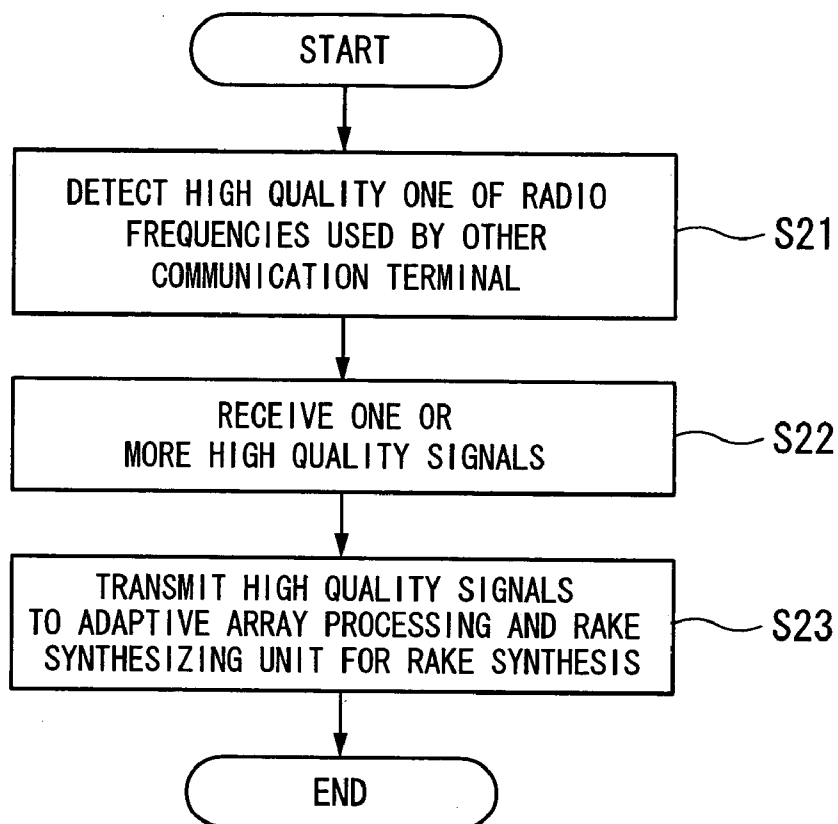 START
DETECT HIGH QUALITY ONE OF RADIO
FREQUENCIES USED BY OTHER
COMMUNICATION TERMINAL
S21
RECEIVE ONE OR
MORE HIGH QUALITY SIGNALS
S22
TRANSMIT HIGH QUALITY SIGNALS
TO ADAPTIVE ARRAY PROCESSING AND RAKE
SYNTHESIZING UNIT FOR RAKE SYNTHESIS
S23
END